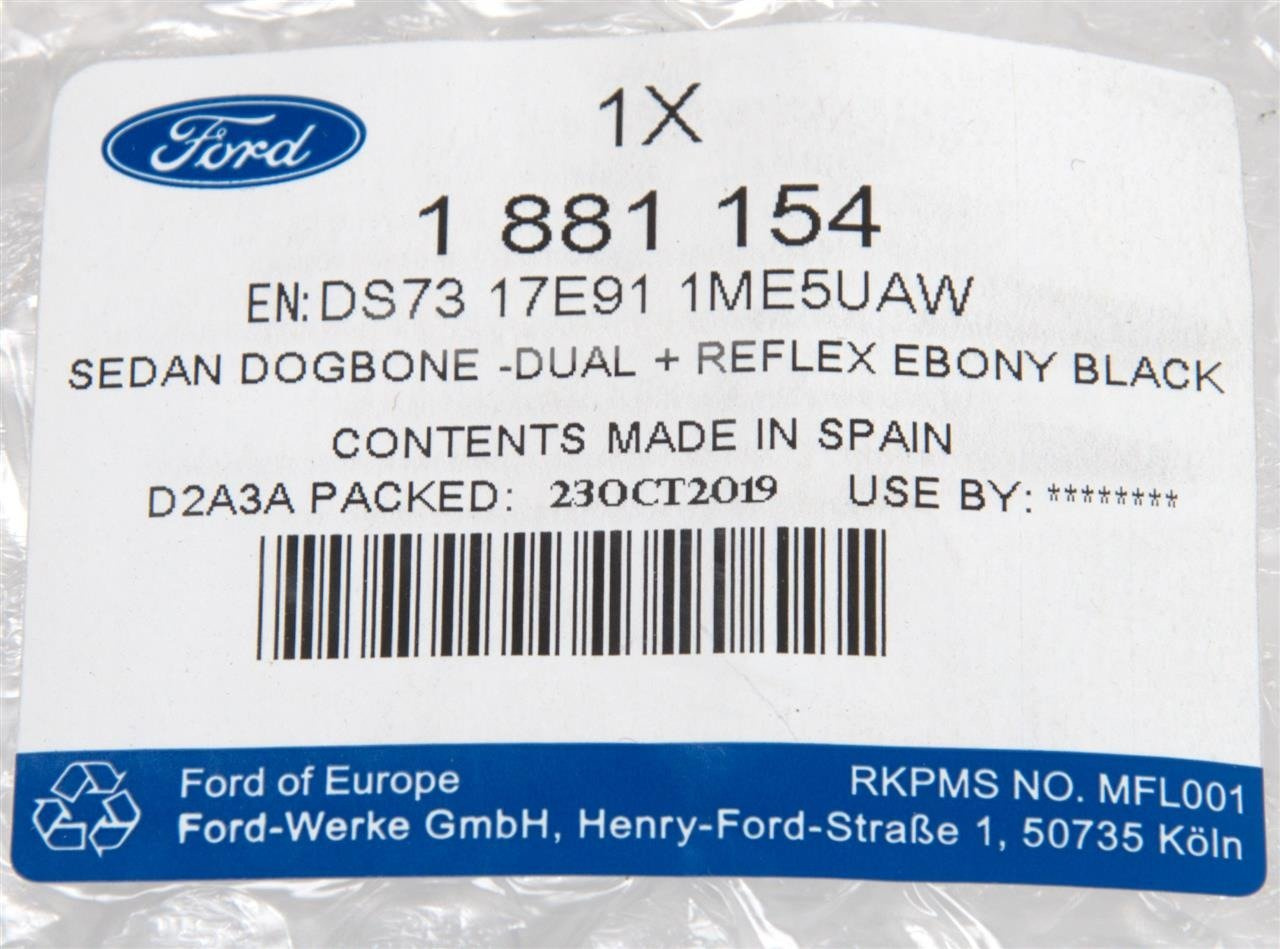 Ford
1X
1 881 154
EN:DS73 17E91 1ME5UAW
SEDAN DOGBONE -DUAL + REFLEX EBONY BLACK
CONTENTS MADE IN SPAIN
D2A3A PACKED: 23OCT2019 USE BY: ********
Ford of Europe RKPMS NO. MFL001
Ford-Werke GmbH, Henry-Ford-Straße 1, 50735 Köln